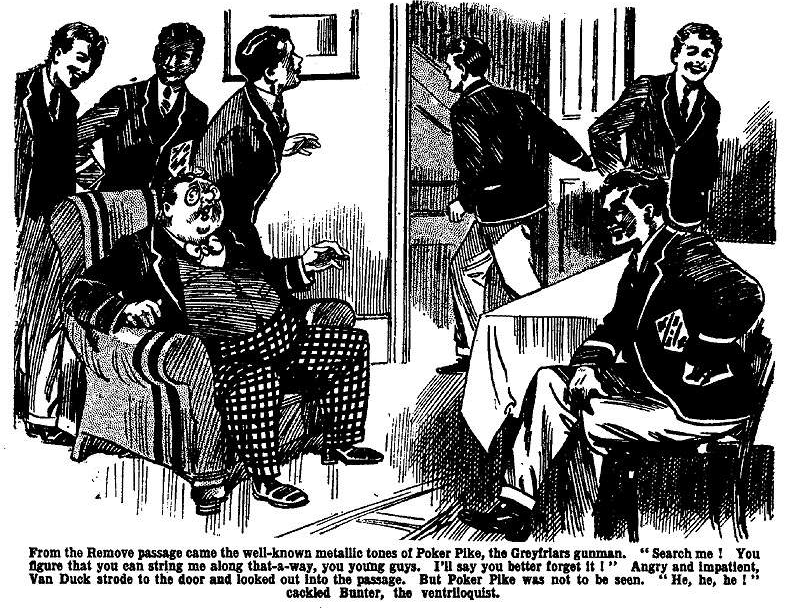 From the Remove passage came the well-known metallic tones of Poker Pike, the Greyfriars gunman. "Search me ! You
figure that you can string me along that-a-way, you young guys. I'll say you better forget it ! " Angry and impatient,
Van Duck strode to the door and looked out into the passage. But Poker Pike was not to be seen. "He, he, he ! "
cackled Bunter, the ventriloquist.